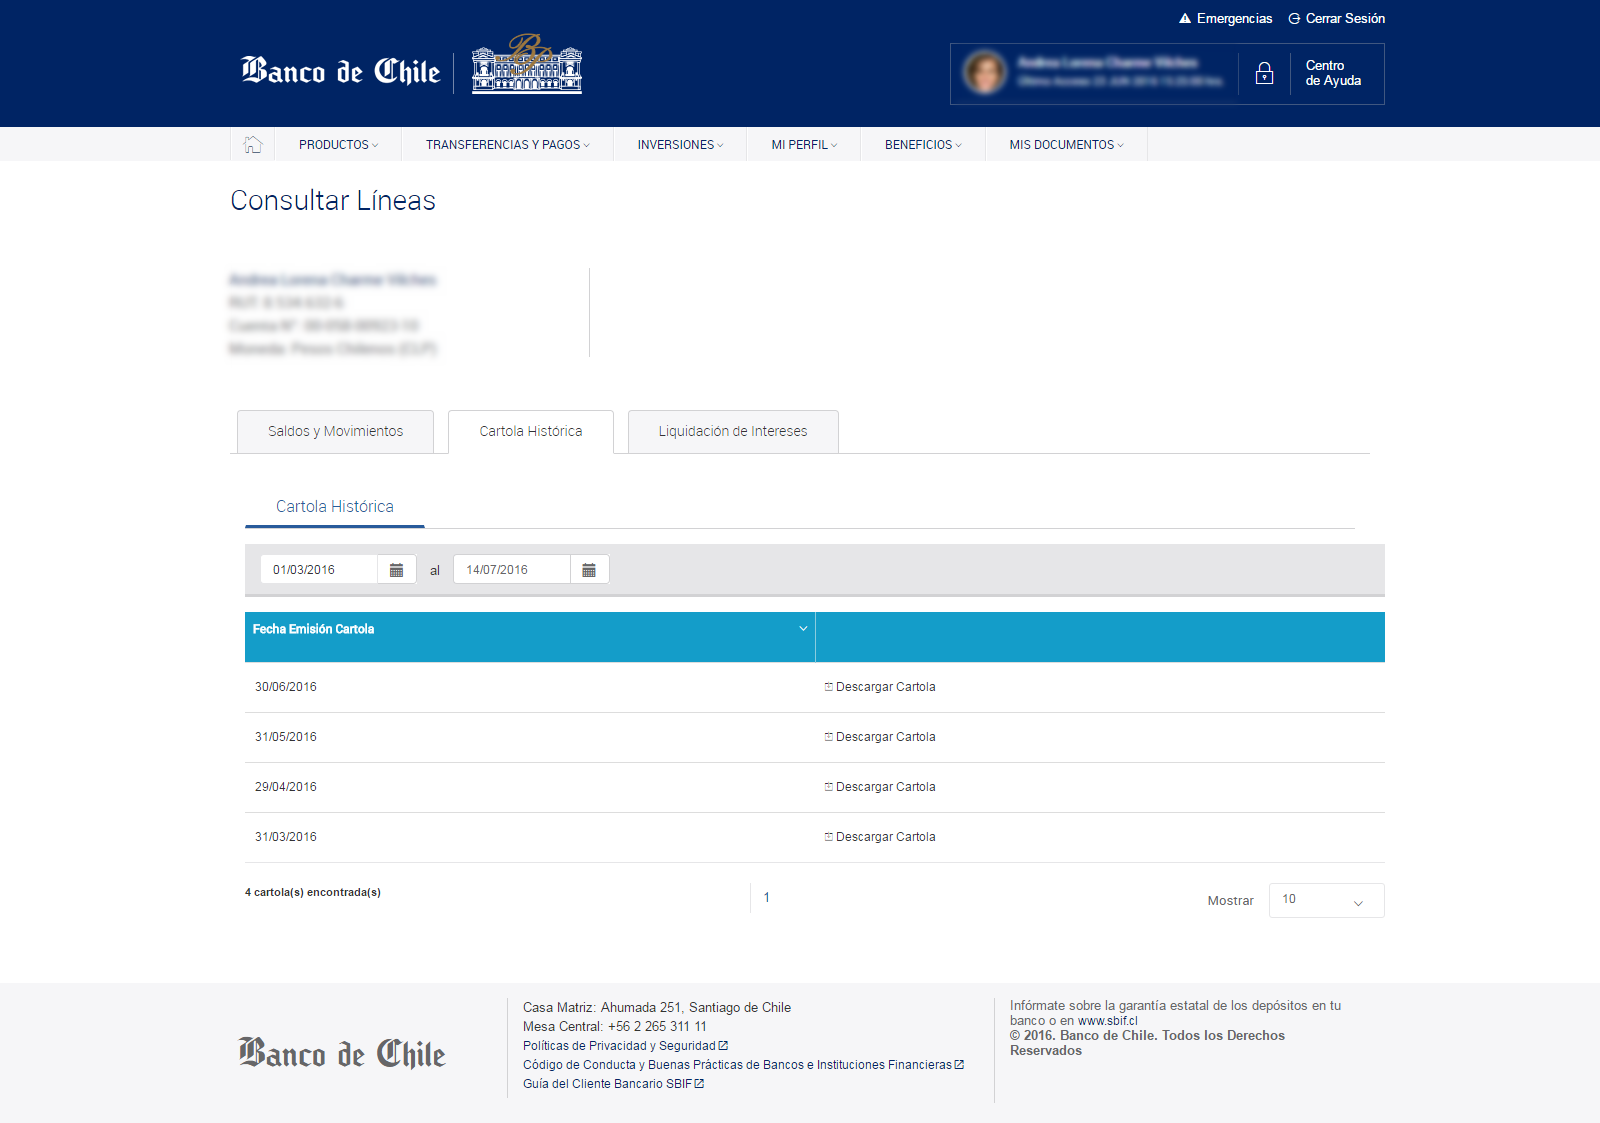 Emergencias
Cerrar Sesión
Banco de Chile
BP
Centro
de Ayuda
PRODUCTOS
TRANSFERENCIAS Y PAGOS
INVERSIONES
MI PERFIL
BENEFICIOS
MIS DOCUMENTOS
Consultar Líneas
Saldos y Movimientos
Cartola Histórica
Liquidación de Intereses
Cartola Histórica
01/03/2016
al
14/07/2016
Fecha Emisión Cartola
30/06/2016
Descargar Cartola
31/05/2016
Descargar Cartola
29/04/2016
Descargar Cartola
31/03/2016
Descargar Cartola
4 cartola(s) encontrada(s)
1
Mostrar
10
Banco de Chile
Casa Matriz: Ahumada 251, Santiago de Chile
Mesa Central: +56 2 265 311 11
Políticas de Privacidad y Seguridad
Código de Conducta y Buenas Prácticas de Bancos e Instituciones Financieras
Guía del Cliente Bancario SBIF
Infórmate sobre la garantía estatal de los depósitos en tu
banco o en www.sbif.cl
© 2016. Banco de Chile. Todos los Derechos
Reservados